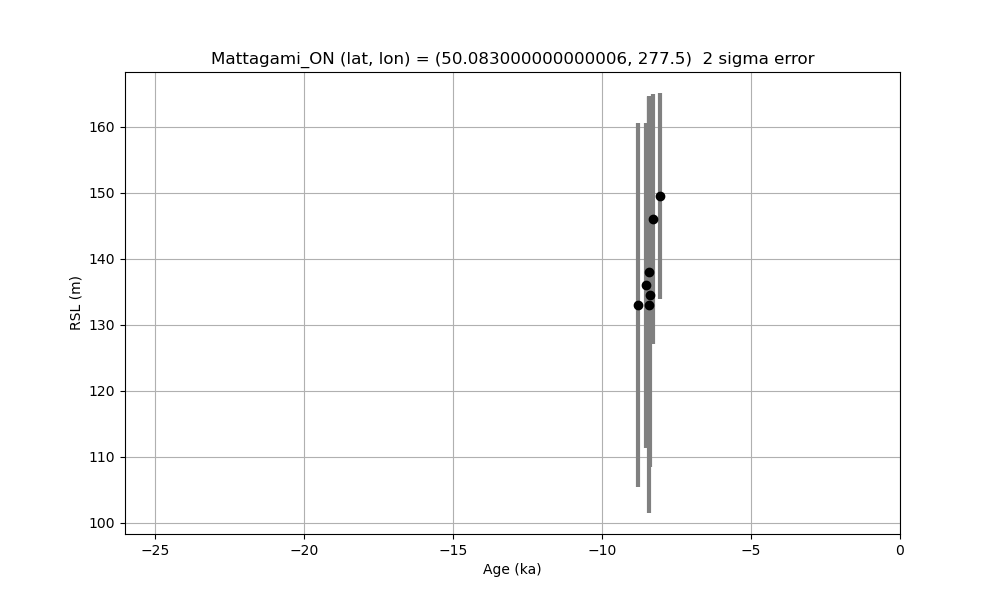 Mattagami_ON (lat, lon) = (50.083000000000006, 277.5)  2 sigma error
RSL (m)
160
150
140
130
120
110
100
−25 −20 −15 −10 −5 0
Age (ka)